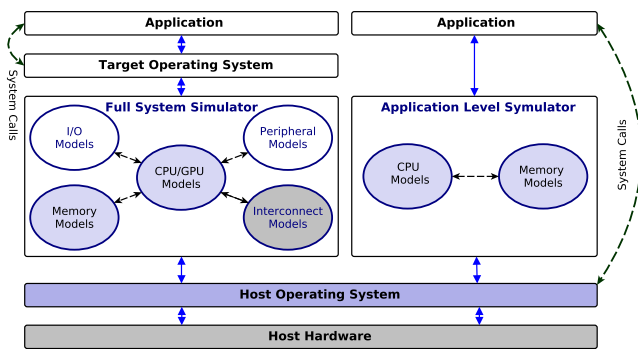 Application
Application
Target Operating System
System Calls
Full System Simulator
Application Level Symulator
I/O
Models
Peripheral
Models
CPU/GPU
Models
Memory
Models
Interconnect
Models
CPU
Models
Memory
Models
System Calls
Host Operating System
Host Hardware